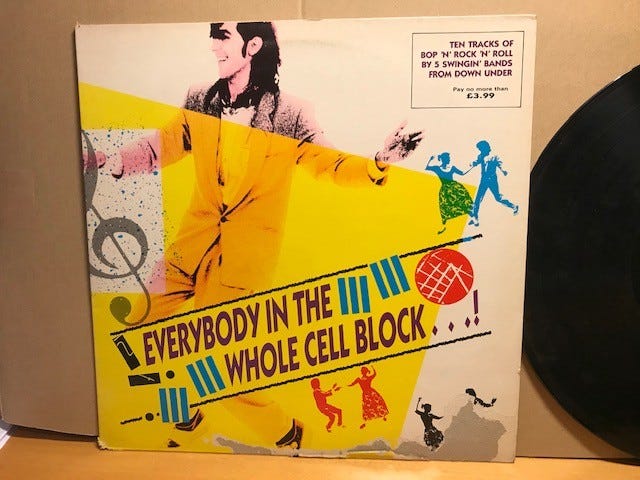 TEN TRACKS OF
BOP 'N' ROCK 'N' ROLL
BY 5 SWINGIN' BANDS
FROM DOWN UNDER
Pay no more than
£3.99
EVERYBODY IN THE
WHOLE CELL BLOCK . . .!